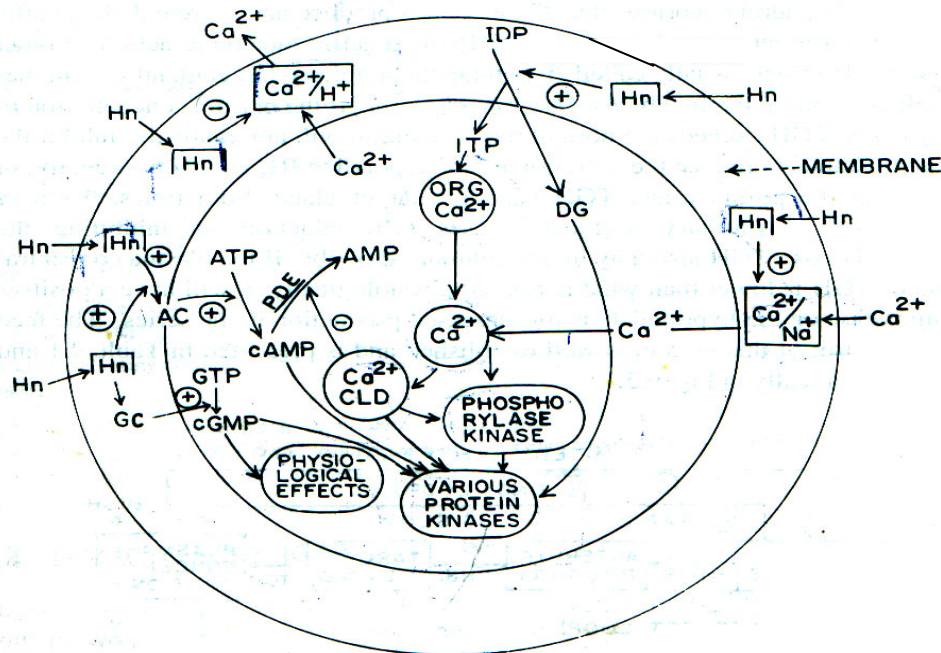 Ca2+
IDP
Ca2+/H+
⊖
⊕
Hn
Hn
Hn
Hn
Ca2+
ITP
MEMBRANE
ORG
Ca2+
DG
Hn
Hn
Hn
Hn
⊕
ATP
AMP
PDE
⊕
AC
⊕
⊖
Ca2+
Ca2+
Ca2+/Na+
Ca2+
cAMP
Hn
Hn
GTP
Ca2+
CLD
⊕
Gc
cGMP
PHOSPHO
RYLASE
KINASE
PHYSIO-
LOGICAL
EFFECTS
VARIOUS
PROTEIN
KINASES